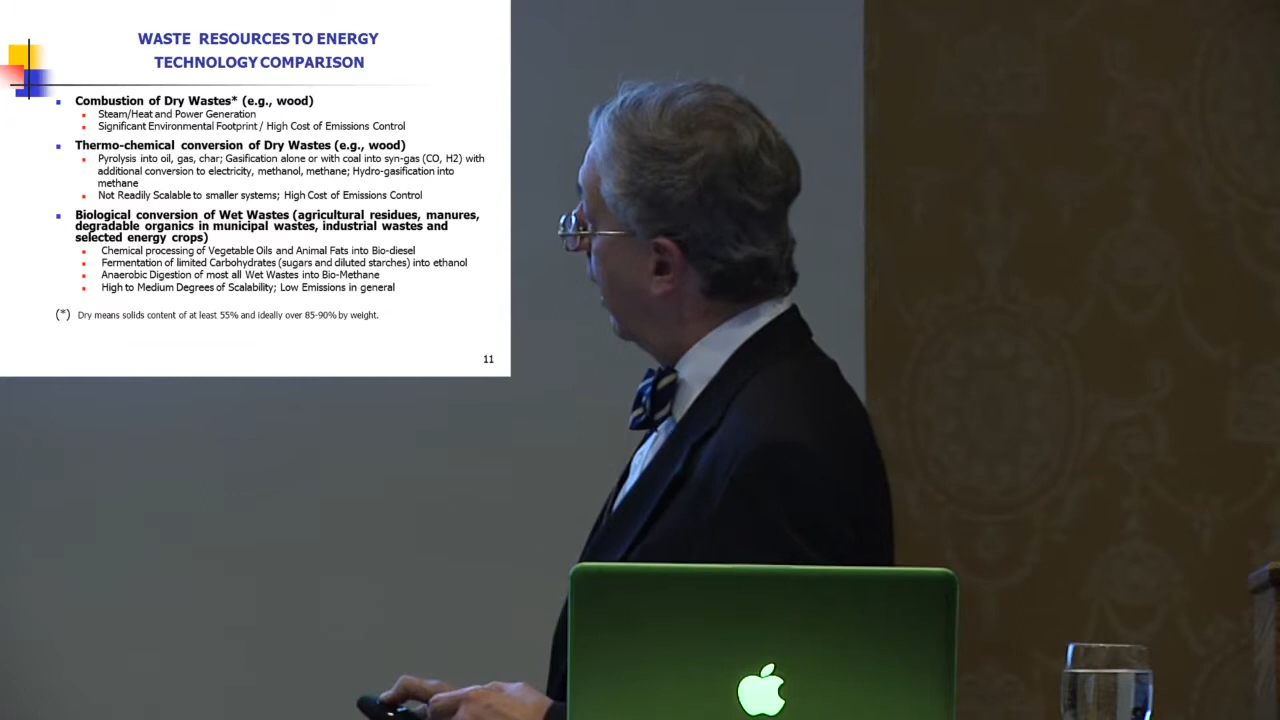 WASTE RESOURCES TO ENERGY
TECHNOLOGY COMPARISON
Combustion of Dry Wastes* (e.g., wood)
Steam/Heat and Power Generation
Significant Environmental Footprint / High Cost of Emissions Control
Thermo-chemical conversion of Dry Wastes (e.g., wood)
Pyrolysis into oil, gas, char; Gasification alone or with coal into syn-gas (CO, H2) with
additional conversion to electricity, methanol, methane; Hydro-gasification into
methane
Not Readily Scalable to smaller systems; High Cost of Emissions Control
Biological conversion of Wet Wastes (agricultural residues, manures,
degradable organics in municipal wastes, industrial wastes and
selected energy crops)
Chemical processing of Vegetable Oils and Animal Fats into Bio-diesel
Fermentation of limited Carbohydrates (sugars and diluted starches) into ethanol
Anaerobic Digestion of most all Wet Wastes into Bio-Methane
High to Medium Degrees of Scalability; Low Emissions in general
(*) Dry means solids content of at least 55% and ideally over 85-90% by weight.
11